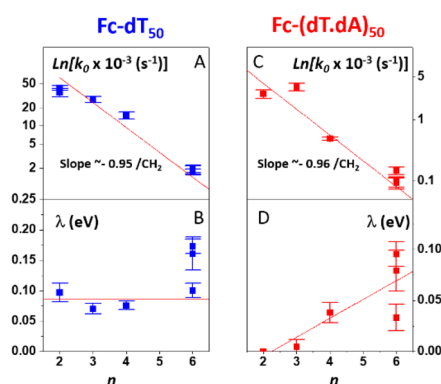 Fc-dT50
Fc-(dT.dA)50
Ln[k0 x 10-3 (s-1)]
A
50
40
30
20
10
2
Slope ~- 0.95 /CH2
C
Ln[k0 x 10-3 (s-1)]
5
1
0.1
Slope ~- 0.96 /CH2
0.25
0.20
0.15
0.10
0.05
0.00
λ (eV)
B
2
3
4
5
6
n
D
λ (eV)
0.10
0.05
0.00
2
3
4
5
6
n